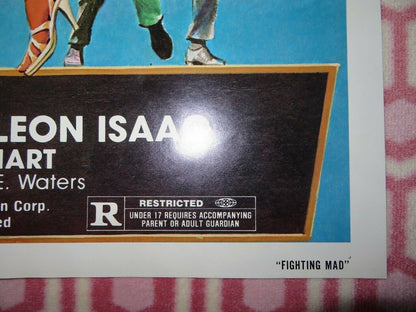 LEON ISAAC
HART
E. Waters
n Corp.
ed
R
RESTRICTED
UNDER 17 REQUIRES ACCOMPANYING
PARENT OR ADULT GUARDIAN
"FIGHTING MAD"